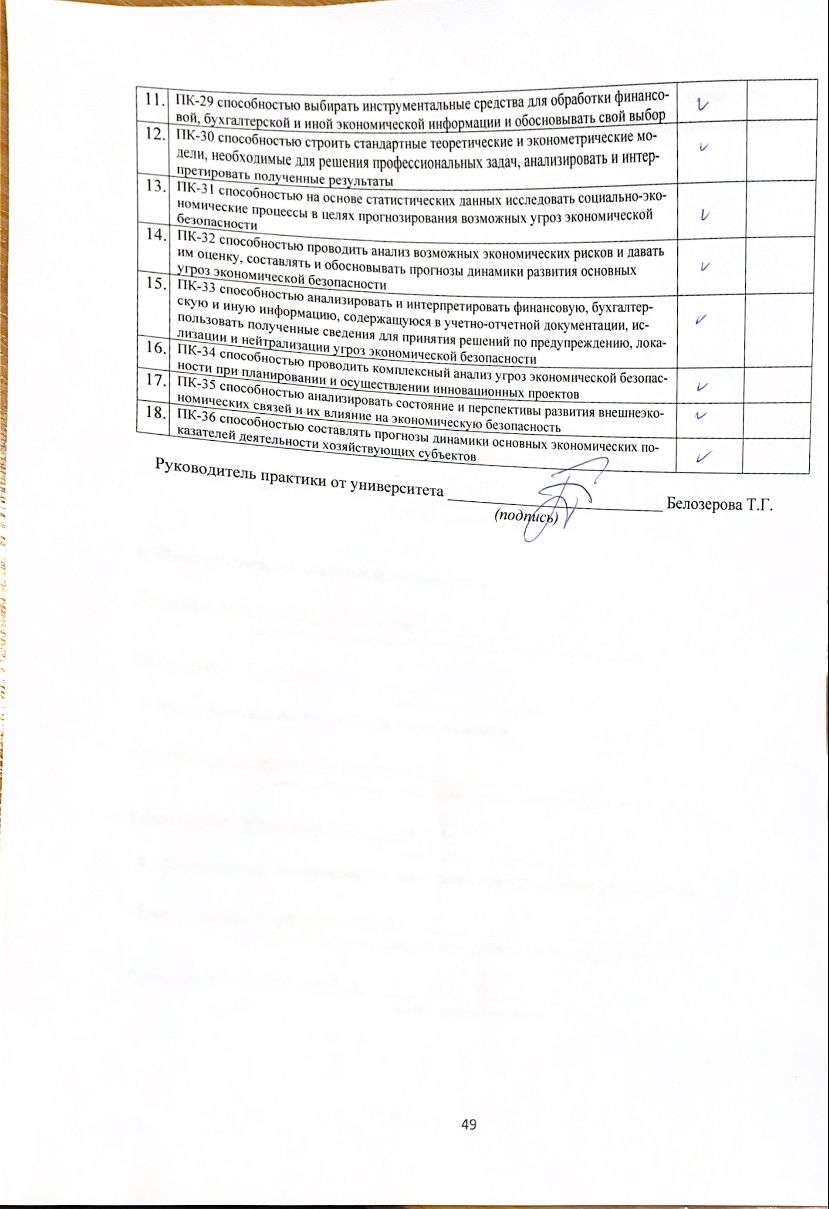 11. ПК-29 способностью выбирать инструментальные средства для обработки финансо-
вой, бухгалтерской и иной экономической информации и обосновывать свой выбор
12. ПК-30 способностью строить стандартные теоретические и эконометрические мо-
дели, необходимые для решения профессиональных задач, анализировать и интер-
претировать полученные результаты
13. ПК-31 способностью на основе статистических данных исследовать социально-эко-
номические процессы в целях прогнозирования возможных угроз экономической
безопасности
14. ПК-32 способностью проводить анализ возможных экономических рисков и давать
им оценку, составлять и обосновывать прогнозы динамики развития основных
угроз экономической безопасности
15. ПК-33 способностью анализировать и интерпретировать финансовую, бухгалтер-
скую и иную информацию, содержащуюся в учетно-отчетной документации, ис-
пользовать полученные сведения для принятия решений по предупреждению, лока-
лизации и нейтрализации угроз экономической безопасности
16. ПК-34 способностью проводить комплексный анализ угроз экономической безопас-
ности при планировании и осуществлении инновационных проектов
17. ПК-35 способностью анализировать состояние и перспективы развития внешнеэко-
номических связей и их влияние на экономическую безопасность
18. ПК-36 способностью составлять прогнозы динамики основных экономических по-
казателей деятельности хозяйствующих субъектов
Руководитель практики от университета Белозерова Т.Г.
(подпись)
49